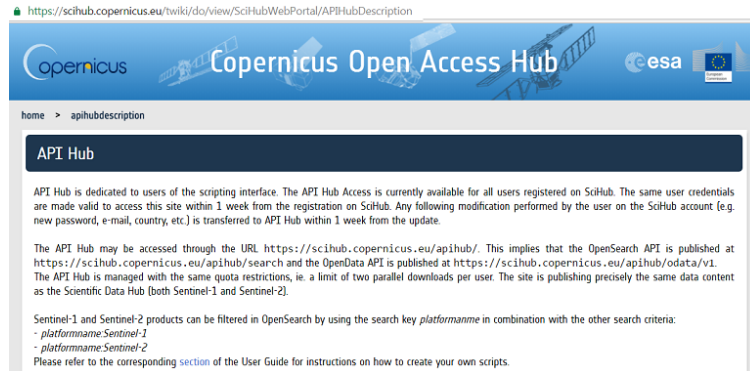 https://scihub.copernicus.eu/twiki/do/view/SciHubWebPortal/APIHubDescription
opernicus
Copernicus Open Access Hub
esa
home > apihubdescription
API Hub
API Hub is dedicated to users of the scripting interface. The API Hub Access is currently available for all users registered on SciHub. The same user credentials
are made valid to access this site within 1 week from the registration on SciHub. Any following modification performed by the user on the SciHub account (e.g.
new password, e-mail, country, etc.) is transferred to API Hub within 1 week from the update.
The API Hub may be accessed through the URL https://scihub.copernicus.eu/apihub/. This implies that the OpenSearch API is published at
https://scihub.copernicus.eu/apihub/search and the OpenData API is published at https://scihub.copernicus.eu/apihub/odata/v1.
The API Hub is managed with the same quota restrictions, ie. a limit of two parallel downloads per user. The site is publishing precisely the same data content
as the Scientific Data Hub (both Sentinel-1 and Sentinel-2).
Sentinel-1 and Sentinel-2 products can be filtered in OpenSearch by using the search key platformanme in combination with the other search criteria:
- platformname:Sentinel-1
- platformname:Sentinel-2
Please refer to the corresponding section of the User Guide for instructions on how to create your own scripts.